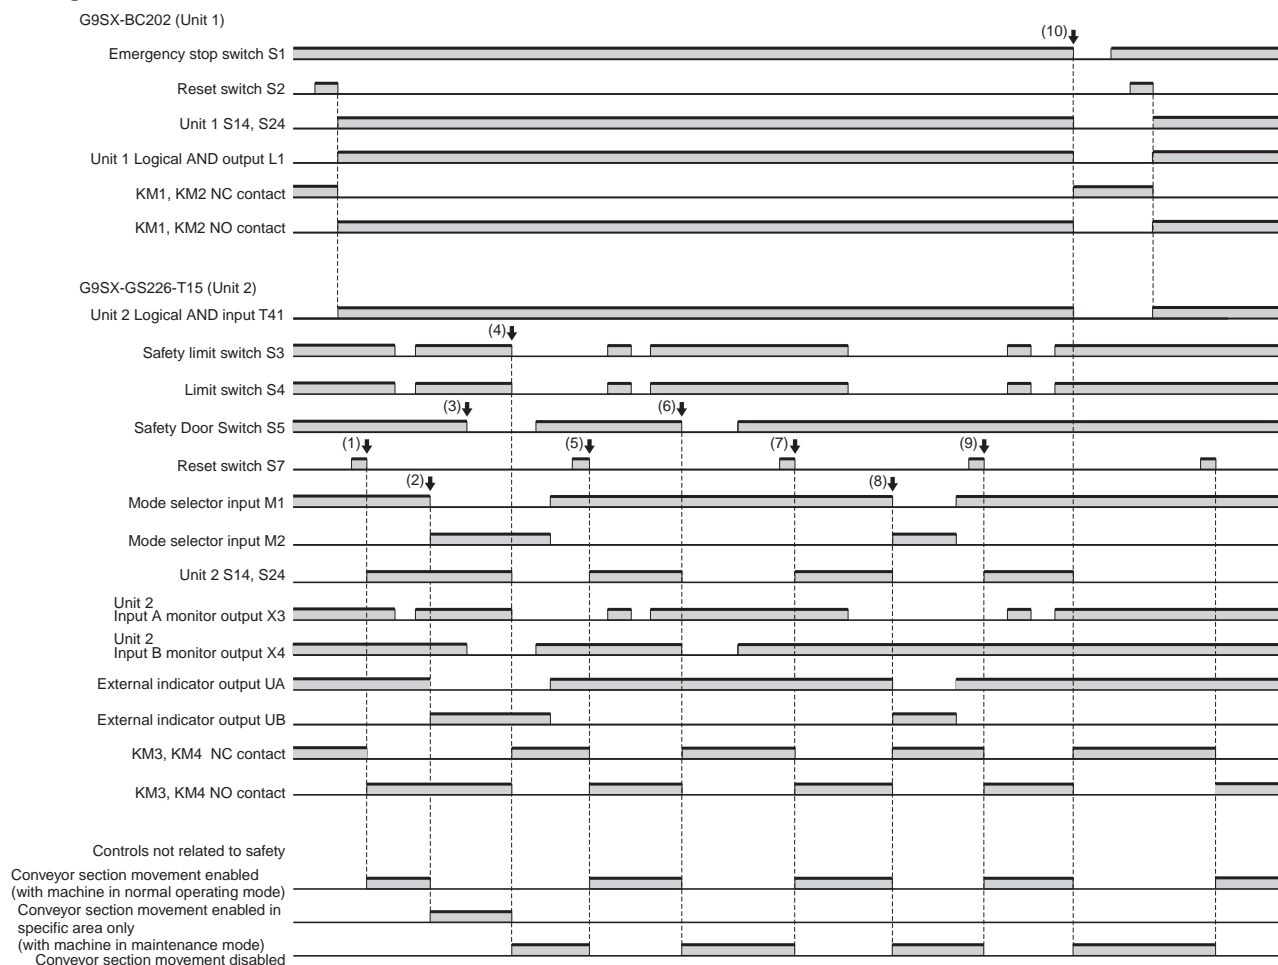 G9SX-BC202 (Unit 1)
(10)
Emergency stop switch S1
Reset switch S2
Unit 1 S14, S24
Unit 1 Logical AND output L1
KM1, KM2 NC contact
KM1, KM2 NO contact
G9SX-GS226-T15 (Unit 2)
Unit 2 Logical AND input T41
(4)
Safety limit switch S3
Limit switch S4
(3)
(6)
Safety Door Switch S5
(1)
(5)
(7)
(9)
Reset switch S7
(2)
(8)
Mode selector input M1
Mode selector input M2
Unit 2 S14, S24
Unit 2
Input A monitor output X3
Unit 2
Input B monitor output X4
External indicator output UA
External indicator output UB
KM3, KM4 NC contact
KM3, KM4 NO contact
Controls not related to safety
Conveyor section movement enabled
(with machine in normal operating mode)
Conveyor section movement enabled in
specific area only
(with machine in maintenance mode)
Conveyor section movement disabled